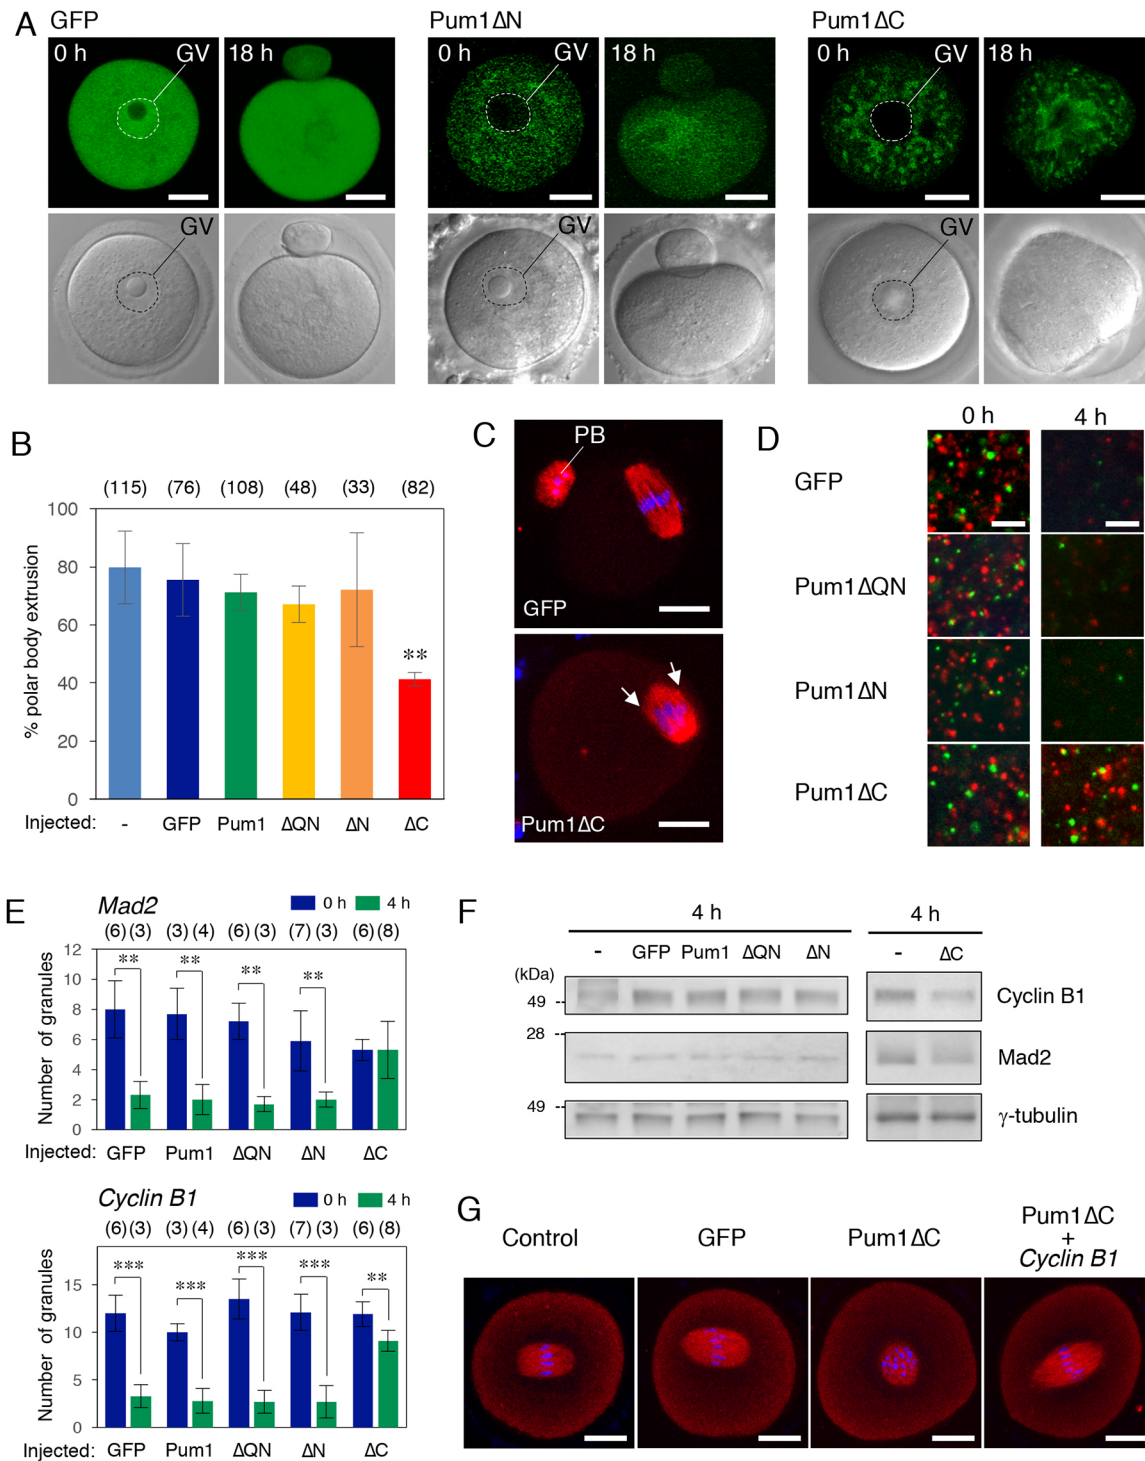 A
GFP
Pum1ΔN
Pum1ΔC
0 h
GV
18 h
0 h
GV
18 h
0 h
GV
18 h
GV
GV
GV
B
(115) (76) (108) (48) (33) (82)
100
80
60
40
20
0
% polar body extrusion
**
Injected: - GFP Pum1 ΔQN ΔN ΔC
C
PB
GFP
Pum1ΔC
D
0 h 4 h
GFP
Pum1ΔQN
Pum1ΔN
Pum1ΔC
E
Mad2
0 h 4 h
(6) (3) (3) (4) (6) (3) (7) (3) (6) (8)
12
10
8
6
4
2
0
Number of granules
** ** ** **
Injected: GFP Pum1 ΔQN ΔN ΔC
Cyclin B1
0 h 4 h
(6) (3) (3) (4) (6) (3) (7) (3) (6) (8)
15
10
5
0
Number of granules
*** *** *** *** **
Injected: GFP Pum1 ΔQN ΔN ΔC
F
4 h 4 h
- GFP Pum1 ΔQN ΔN - ΔC
(kDa)
49
Cyclin B1
28
Mad2
49
γ-tubulin
G
Control
GFP
Pum1ΔC
Pum1ΔC
+
Cyclin B1